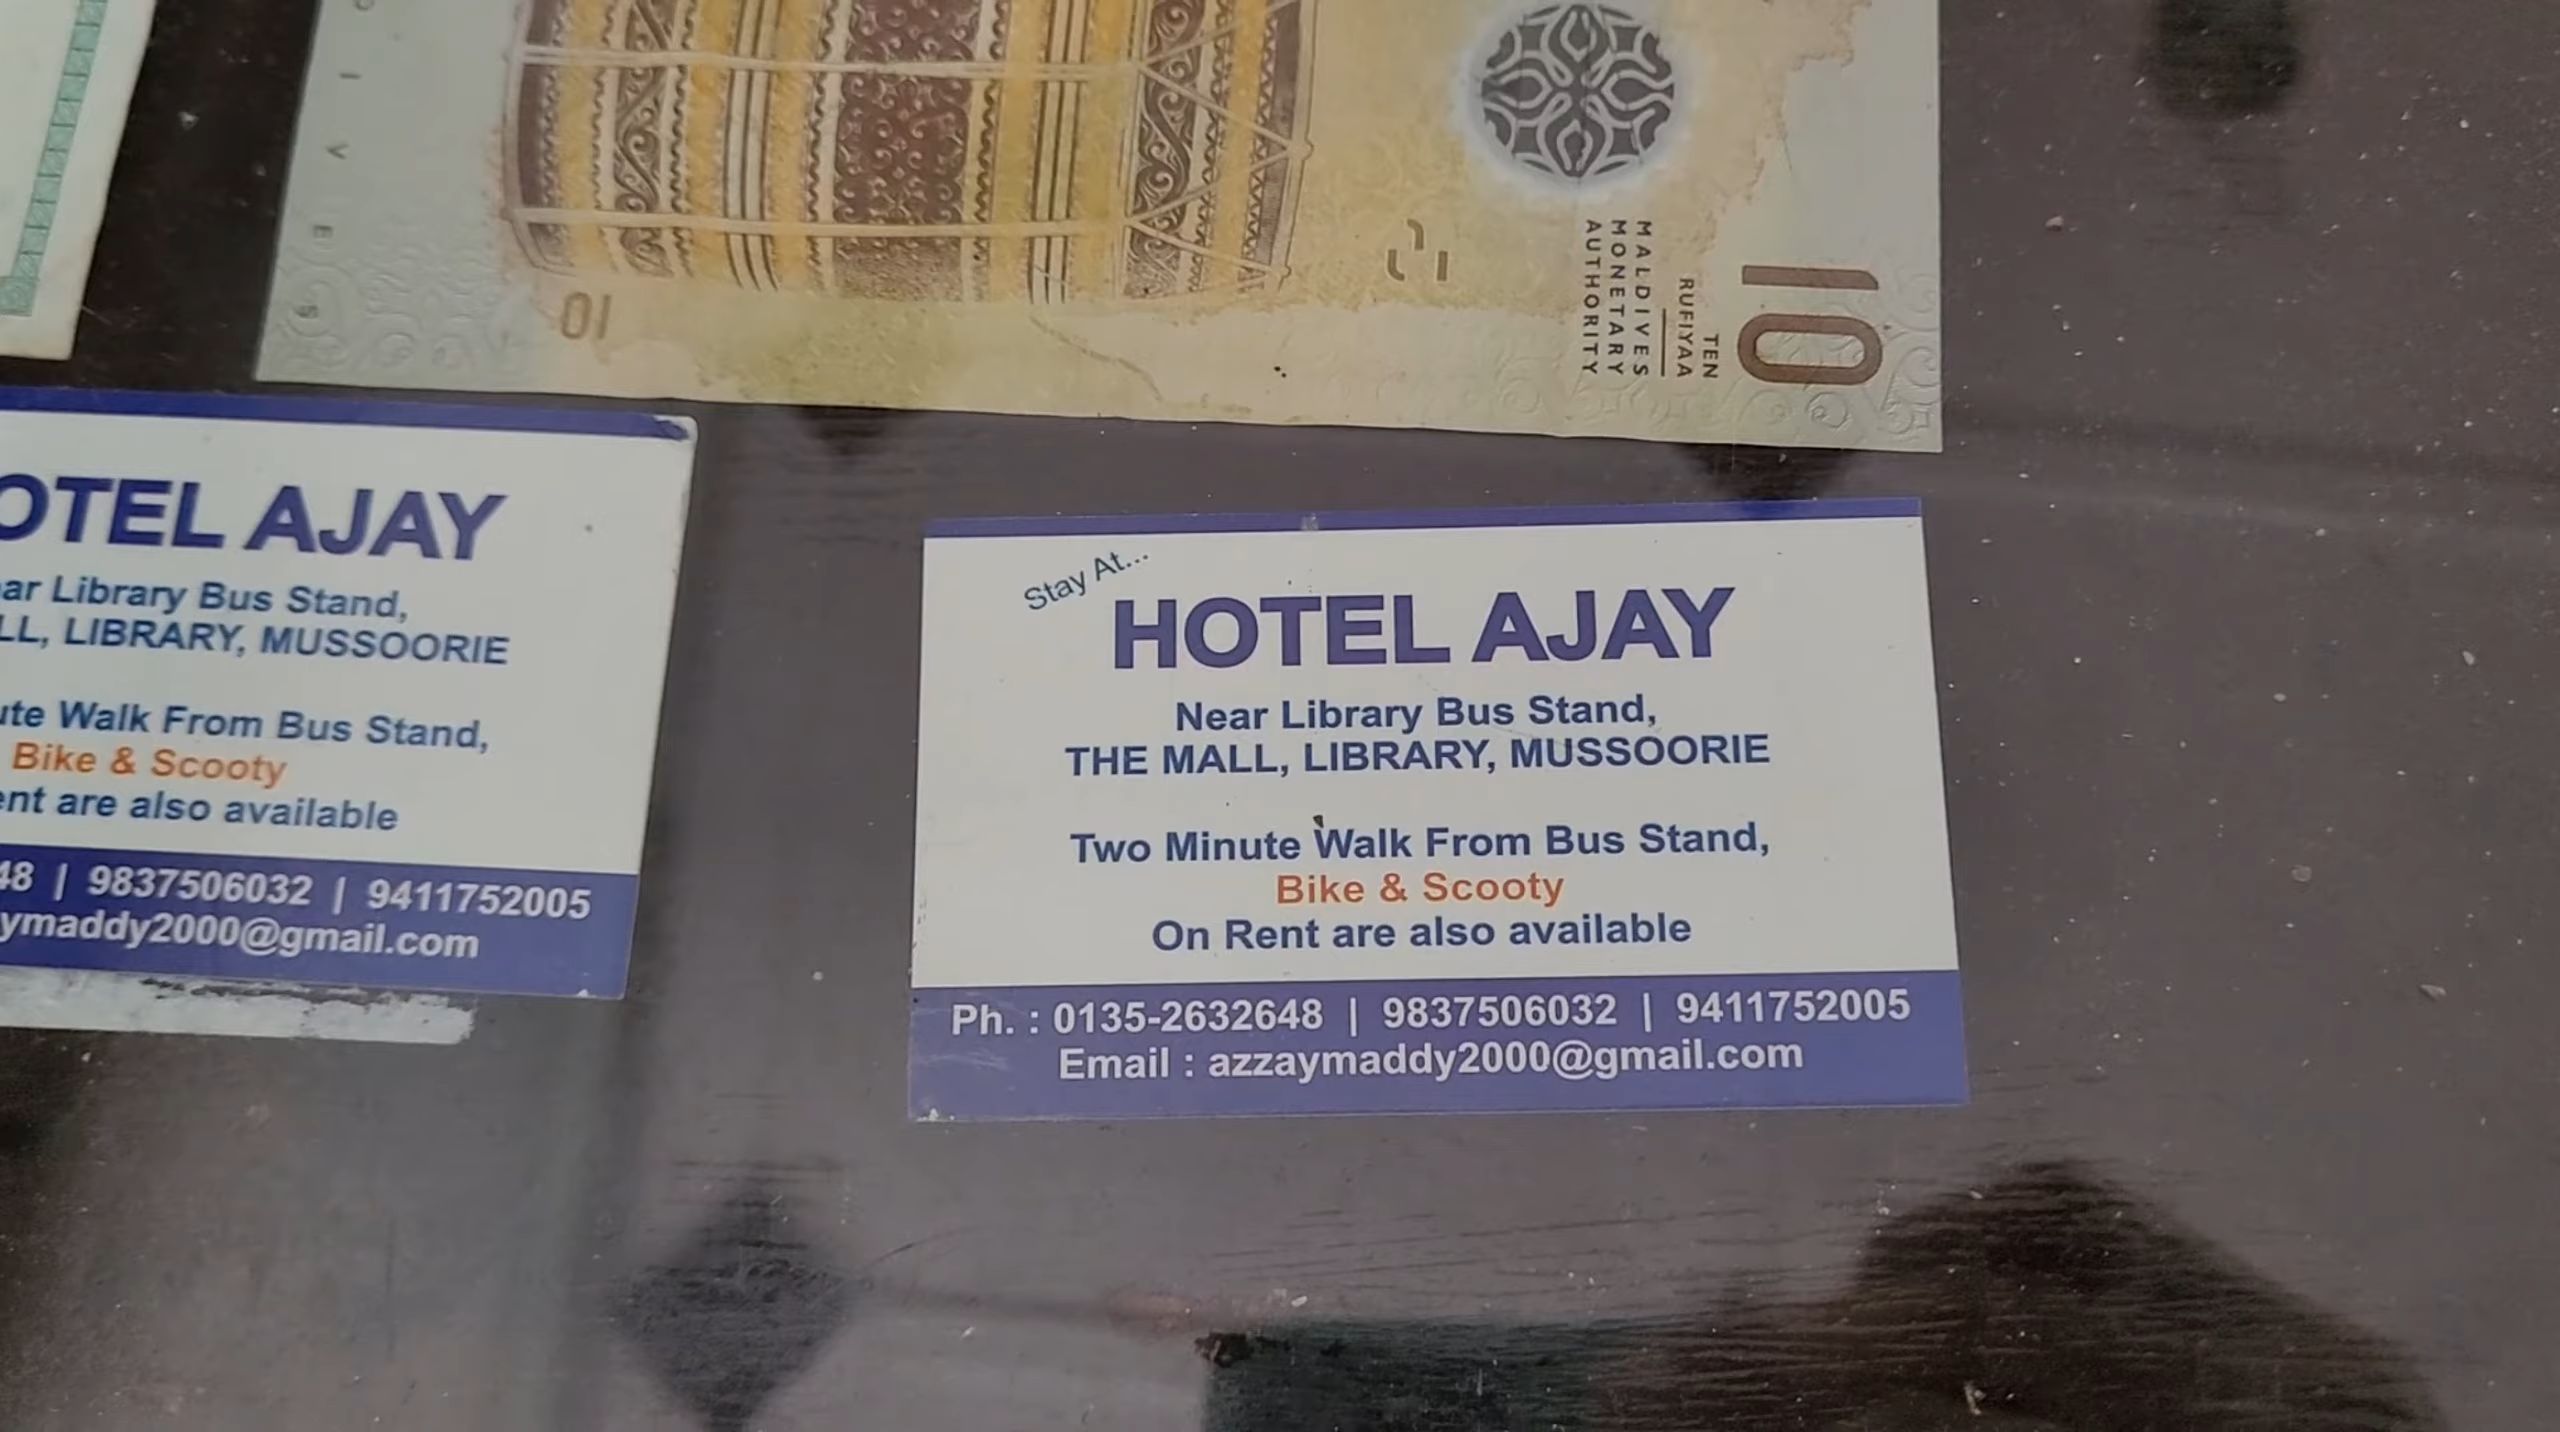 MALDIVES
MONETARY
AUTHORITY
TEN
RUFIYAA
10
10
OTEL AJAY
ar Library Bus Stand,
LL, LIBRARY, MUSSOORIE
ute Walk From Bus Stand,
Bike & Scooty
ent are also available
48 | 9837506032 | 9411752005
ymaddy2000@gmail.com
Stay At...
HOTEL AJAY
Near Library Bus Stand,
THE MALL, LIBRARY, MUSSOORIE
Two Minute Walk From Bus Stand,
Bike & Scooty
On Rent are also available
Ph. : 0135-2632648 | 9837506032 | 9411752005
Email : azzaymaddy2000@gmail.com